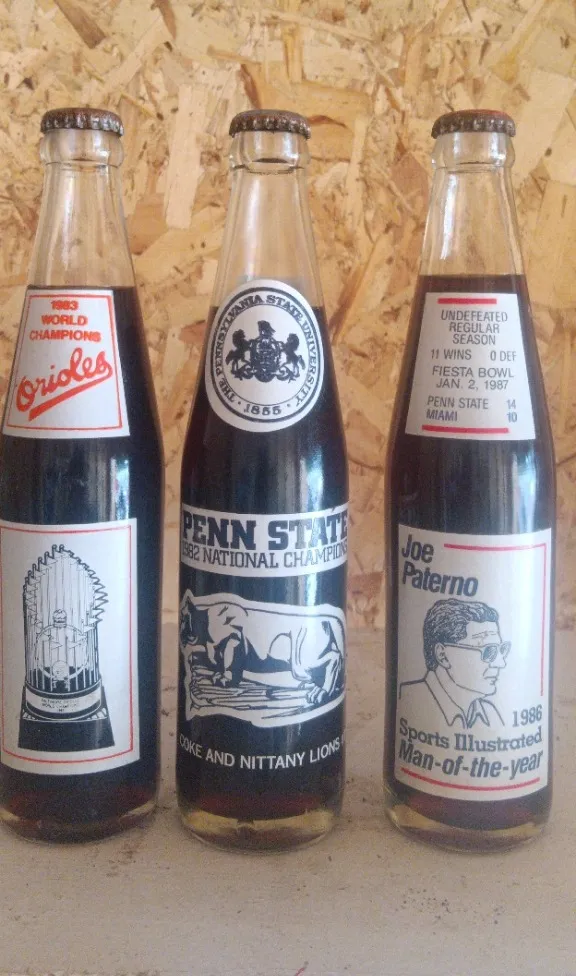 1983
WORLD
CHAMPIONS
Orioles
THE PENNSYLVANIA STATE UNIVERSITY
· 1855 ·
PENN STATE
1982 NATIONAL CHAMPIONS
COKE AND NITTANY LIONS
UNDEFEATED
REGULAR
SEASON
11 WINS 0 DEF
FIESTA BOWL
JAN. 2, 1987
PENN STATE 14
MIAMI 10
Joe
Paterno
1986
Sports Illustrated
Man-of-the-year